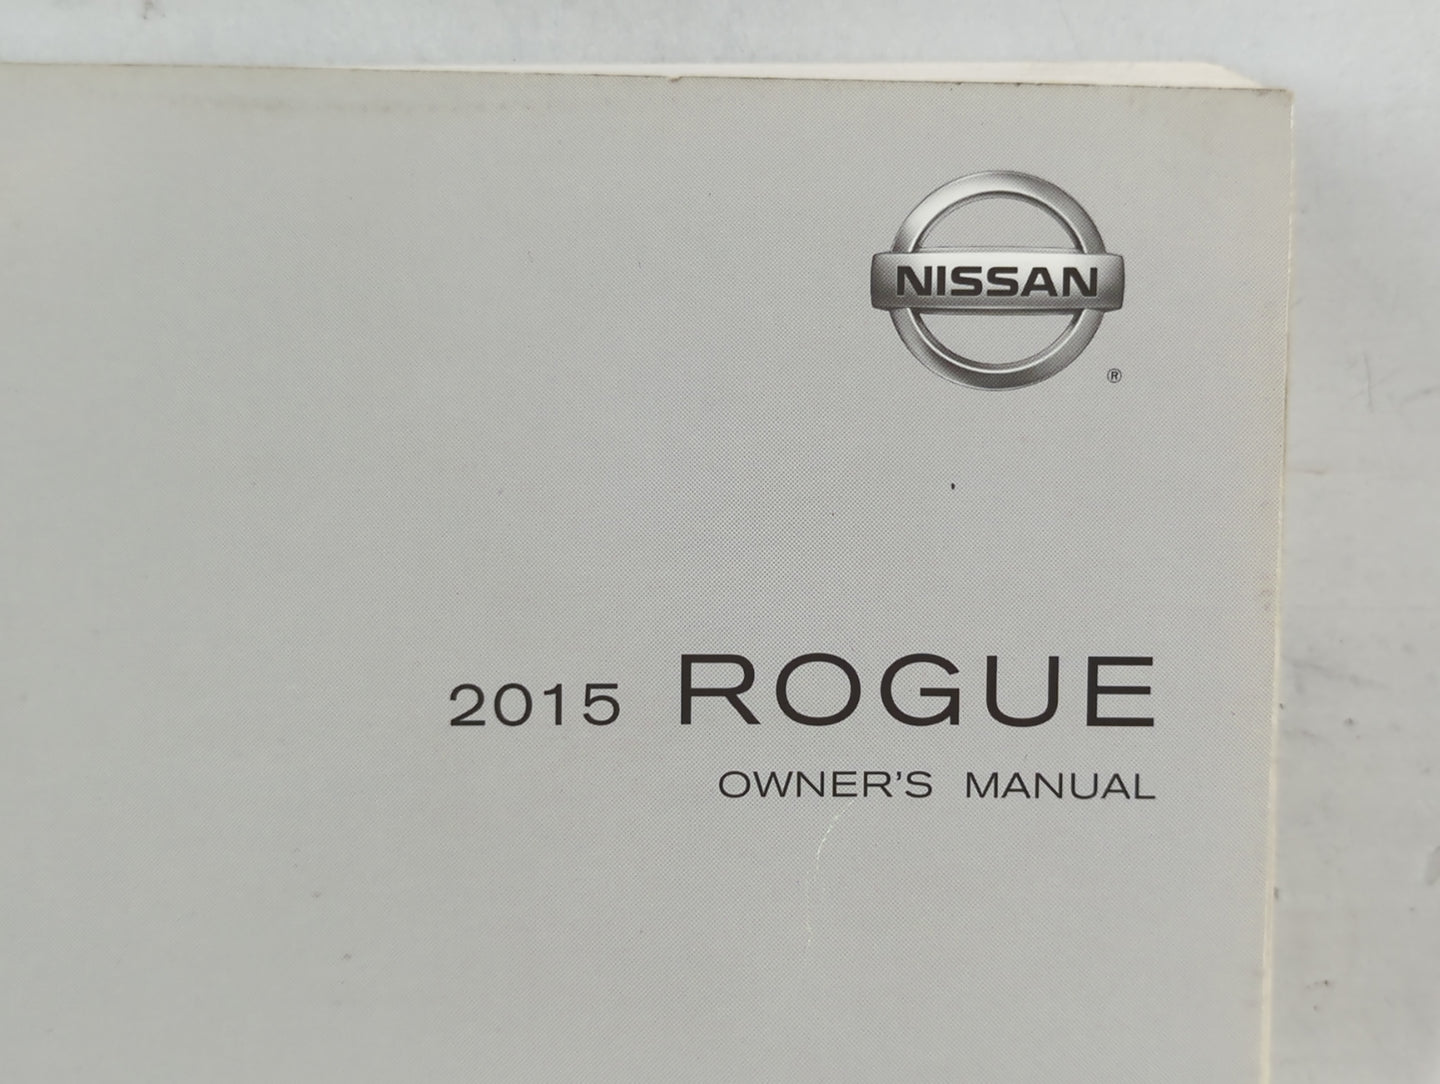 NISSAN
®
2015 ROGUE
OWNER'S MANUAL